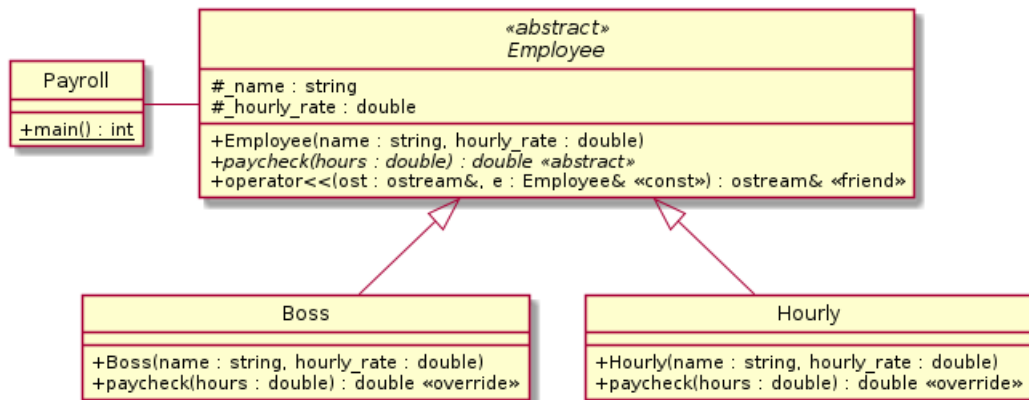 «abstract»
Employee
#_name : string
#_hourly_rate : double
+Employee(name : string, hourly_rate : double)
+paycheck(hours : double) : double «abstract»
+operator<<(ost : ostream&, e : Employee& «const») : ostream& «friend»
Payroll
+main() : int
Boss
+Boss(name : string, hourly_rate : double)
+paycheck(hours : double) : double «override»
Hourly
+Hourly(name : string, hourly_rate : double)
+paycheck(hours : double) : double «override»